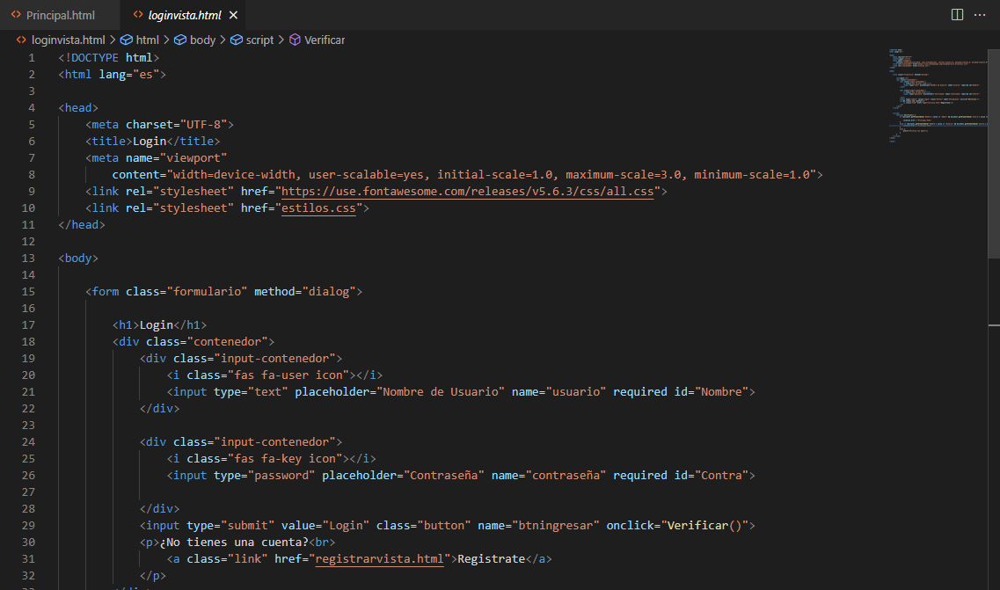 Principal.html
loginvista.html
loginvista.html > html > body > script > Verificar
1 <!DOCTYPE html>
2 <html lang="es">
3
4 <head>
5 <meta charset="UTF-8">
6 <title>Login</title>
7 <meta name="viewport"
8 content="width=device-width, user-scalable=yes, initial-scale=1.0, maximum-scale=3.0, minimum-scale=1.0">
9 <link rel="stylesheet" href="https://use.fontawesome.com/releases/v5.6.3/css/all.css">
10 <link rel="stylesheet" href="estilos.css">
11 </head>
12
13 <body>
14
15 <form class="formulario" method="dialog">
16
17 <h1>Login</h1>
18 <div class="contenedor">
19 <div class="input-contenedor">
20 <i class="fas fa-user icon"></i>
21 <input type="text" placeholder="Nombre de Usuario" name="usuario" required id="Nombre">
22 </div>
23
24 <div class="input-contenedor">
25 <i class="fas fa-key icon"></i>
26 <input type="password" placeholder="Contraseña" name="contraseña" required id="Contra">
27
28 </div>
29 <input type="submit" value="Login" class="button" name="btningresar" onclick="Verificar()">
30 <p>¿No tienes una cuenta?<br>
31 <a class="link" href="registrarvista.html">Registrate</a>
32 </p>